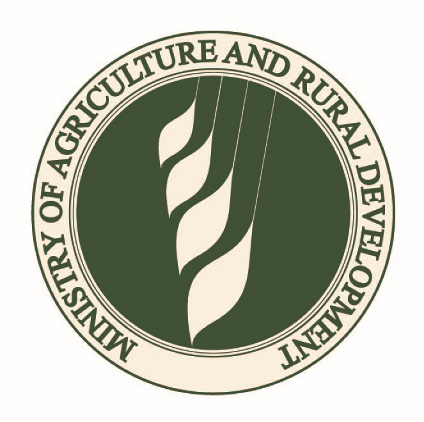 MINISTRY OF AGRICULTURE AND RURAL DEVELOPMENT